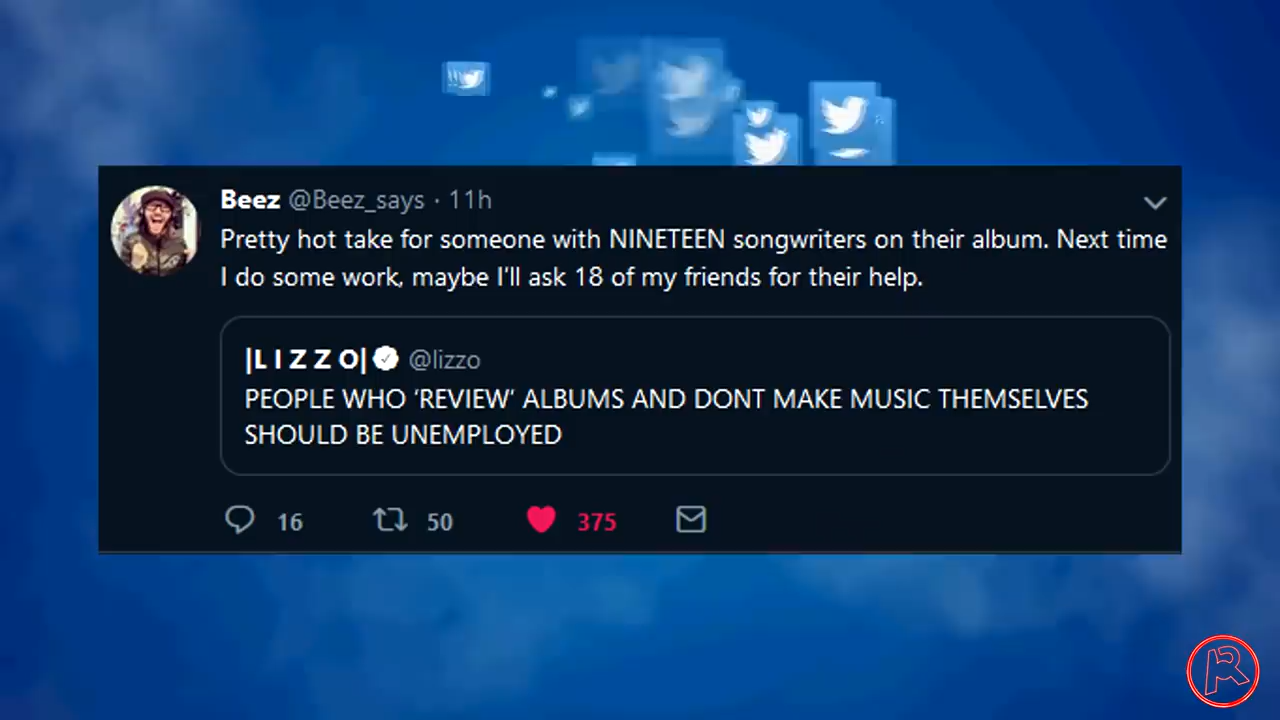 Beez @Beez_says · 11h
Pretty hot take for someone with NINETEEN songwriters on their album. Next time
I do some work, maybe I'll ask 18 of my friends for their help.
|L I Z Z O| @lizzo
PEOPLE WHO ‘REVIEW’ ALBUMS AND DONT MAKE MUSIC THEMSELVES
SHOULD BE UNEMPLOYED
16 50 375